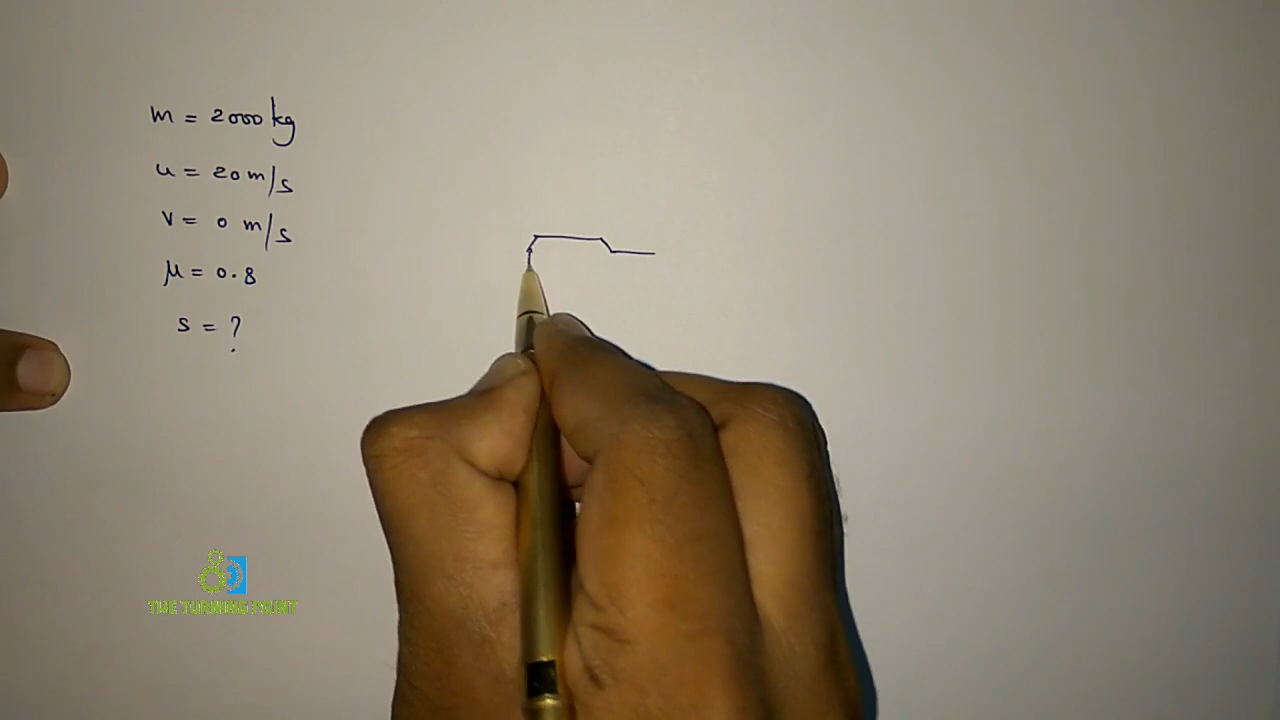 m = 2000 kg
u = 20 m/s
v = 0 m/s
μ = 0.8
s = ?
THE TURNING POINT